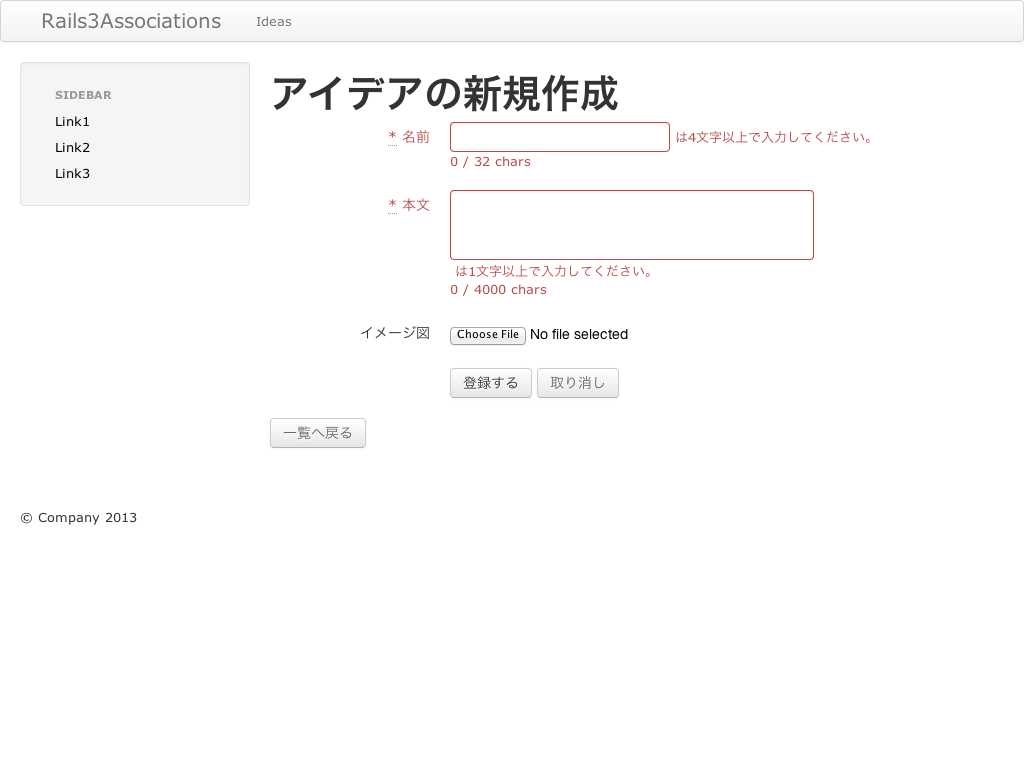 Rails3Associations Ideas
SIDEBAR
Link1
Link2
Link3
アイデアの新規作成
* 名前 は4文字以上で入力してください。
0 / 32 chars
* 本文
は1文字以上で入力してください。
0 / 4000 chars
イメージ図 Choose File No file selected
登録する 取り消し
一覧へ戻る
© Company 2013